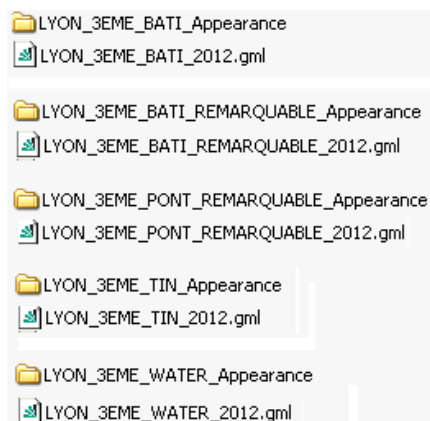 LYON_3EME_BATI_Appearance
LYON_3EME_BATI_2012.gml
LYON_3EME_BATI_REMARQUABLE_Appearance
LYON_3EME_BATI_REMARQUABLE_2012.gml
LYON_3EME_PONT_REMARQUABLE_Appearance
LYON_3EME_PONT_REMARQUABLE_2012.gml
LYON_3EME_TIN_Appearance
LYON_3EME_TIN_2012.gml
LYON_3EME_WATER_Appearance
LYON_3EME_WATER_2012.gml